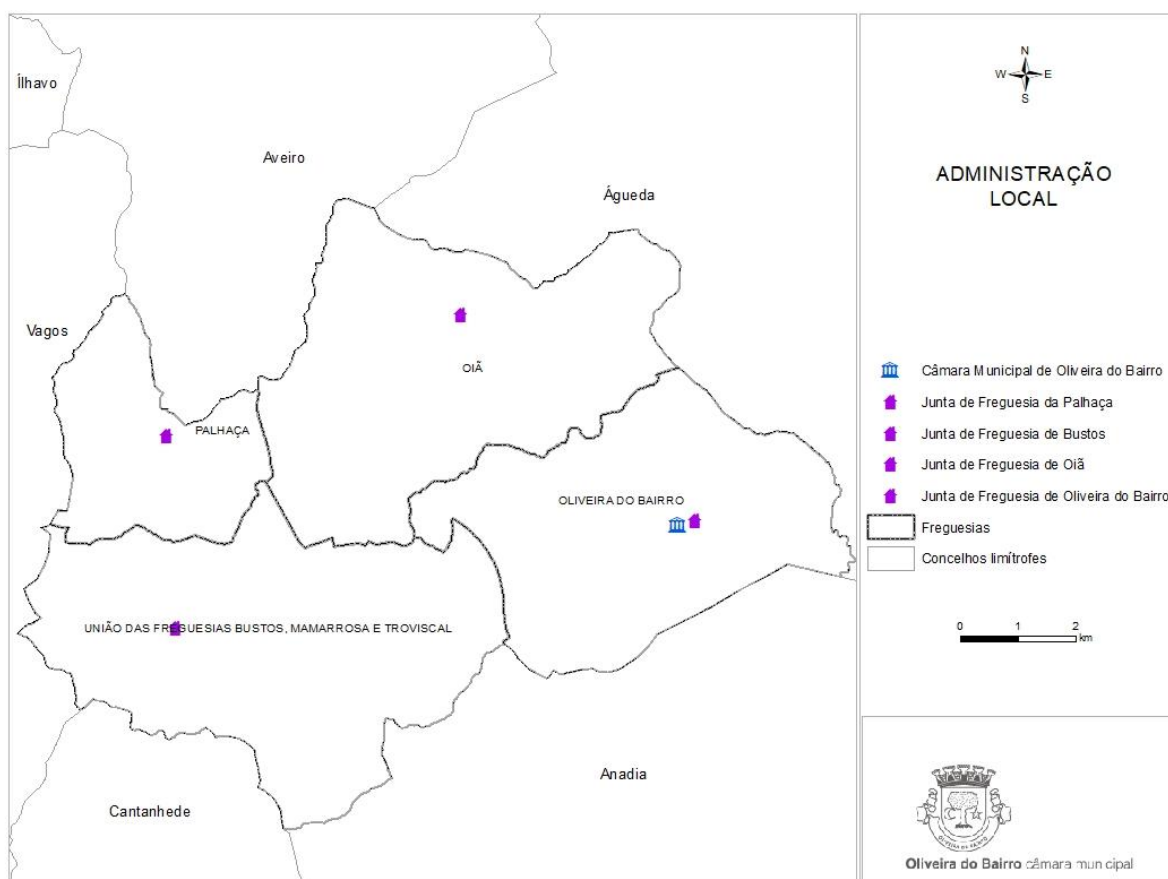 Ílhavo
Aveiro
Águeda
Vagos
OIÃ
PALHAÇA
OLIVEIRA DO BAIRRO
UNIÃO DAS FREGUESIAS BUSTOS, MAMARROSA E TROVISCAL
Anadia
Cantanhede
N
W E
S
ADMINISTRAÇÃO
LOCAL
Câmara Municipal de Oliveira do Bairro
Junta de Freguesia da Palhaça
Junta de Freguesia de Bustos
Junta de Freguesia de Oiã
Junta de Freguesia de Oliveira do Bairro
Freguesias
Concelhos limítrofes
0 1 2
km
OLIVEIRA DO BAIRRO
Oliveira do Bairro câmara municipal